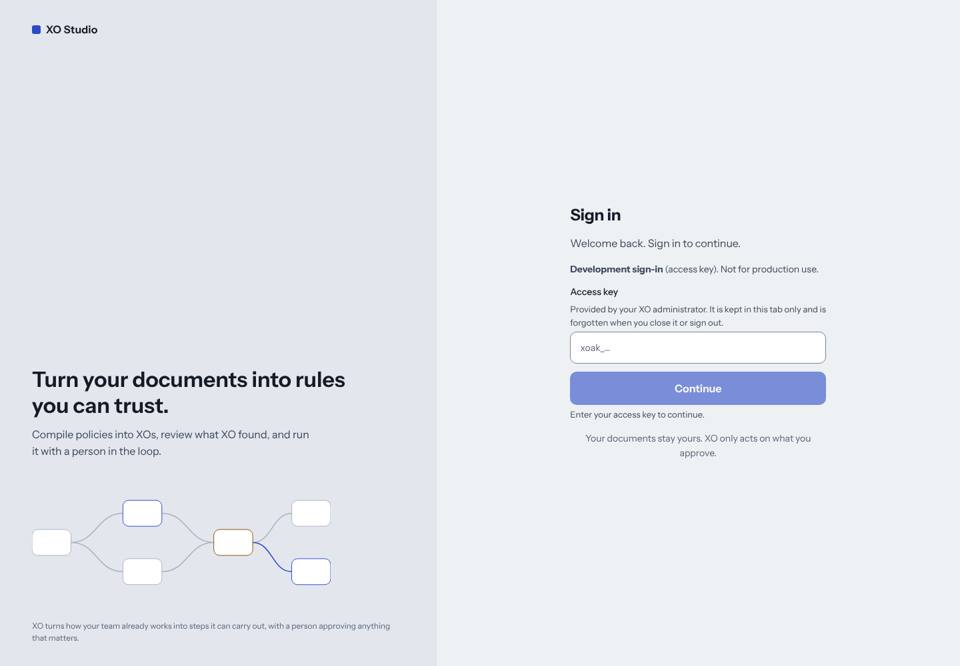 XO Studio
Turn your documents into rules
you can trust.
Compile policies into XOs, review what XO found, and run
it with a person in the loop.
XO turns how your team already works into steps it can carry out, with a person approving anything
that matters.
Sign in
Welcome back. Sign in to continue.
Development sign-in (access key). Not for production use.
Access key
Provided by your XO administrator. It is kept in this tab only and is
forgotten when you close it or sign out.
xoak_…
Continue
Enter your access key to continue.
Your documents stay yours. XO only acts on what you
approve.